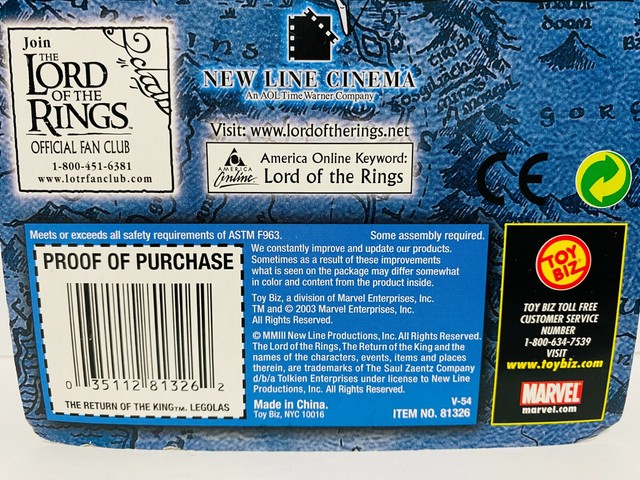 Join
THE
LORD
OF THE
RINGS™
OFFICIAL FAN CLUB
1-800-451-6381
www.lotrfanclub.com
NEW LINE CINEMA
An AOL Time Warner Company
Visit: www.lordoftherings.net
AMERICA
Online
America Online Keyword:
Lord of the Rings
CE
GOR
Meets or exceeds all safety requirements of ASTM F963.
Some assembly required.
PROOF OF PURCHASE
0 35112 81326 2
THE RETURN OF THE KING™, LEGOLAS
We constantly improve and update our products.
Sometimes as a result of these improvements
what is seen on the package may differ somewhat
in color and content from the product inside.
Toy Biz, a division of Marvel Enterprises, Inc.
TM and © 2003 Marvel Enterprises, Inc.
All Rights Reserved.
© MMIII New Line Productions, Inc. All Rights Reserved.
The Lord of the Rings, The Return of the King and the
names of the characters, events, items and places
therein, are trademarks of The Saul Zaentz Company
d/b/a Tolkien Enterprises under license to New Line
Productions, Inc. All Rights Reserved.
Made in China.
Toy Biz, NYC 10016
V-54
ITEM NO. 81326
TOY
BIZ
TOY BIZ TOLL FREE
CUSTOMER SERVICE
NUMBER
1-800-634-7539
VISIT
www.toybiz.com
MARVEL
marvel.com